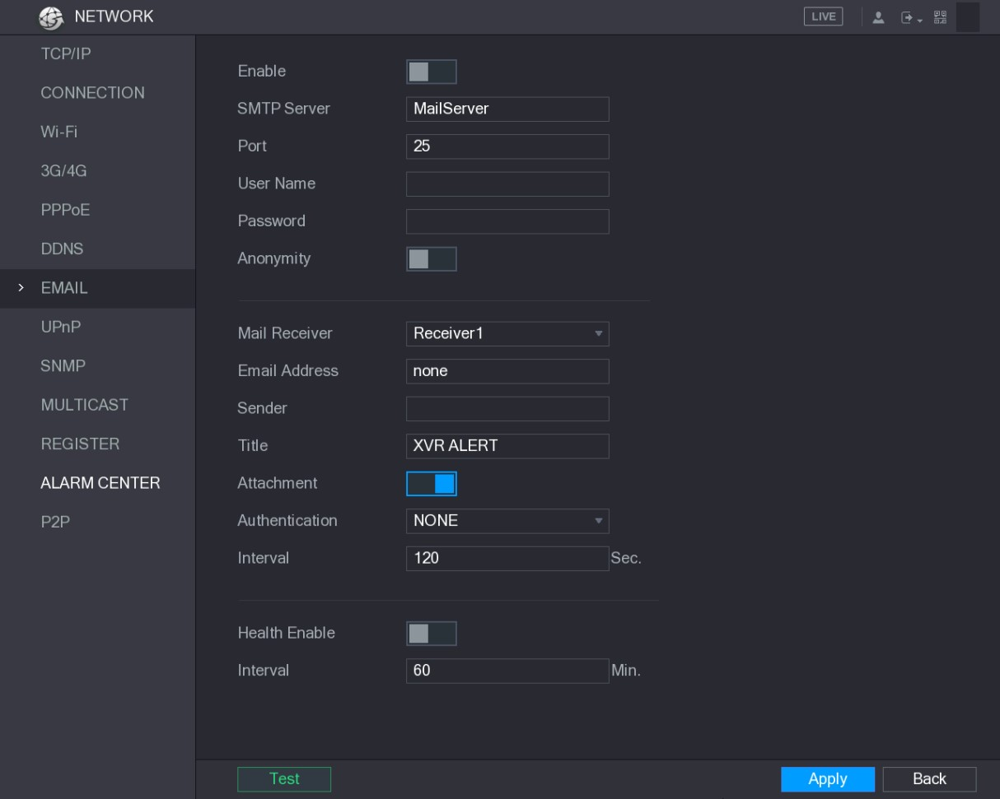 NETWORK
LIVE
TCP/IP
CONNECTION
Wi-Fi
3G/4G
PPPoE
DDNS
EMAIL
UPnP
SNMP
MULTICAST
REGISTER
ALARM CENTER
P2P
Enable
SMTP Server MailServer
Port 25
User Name
Password
Anonymity
Mail Receiver Receiver1
Email Address none
Sender
Title XVR ALERT
Attachment
Authentication NONE
Interval 120 Sec.
Health Enable
Interval 60 Min.
Test Apply Back